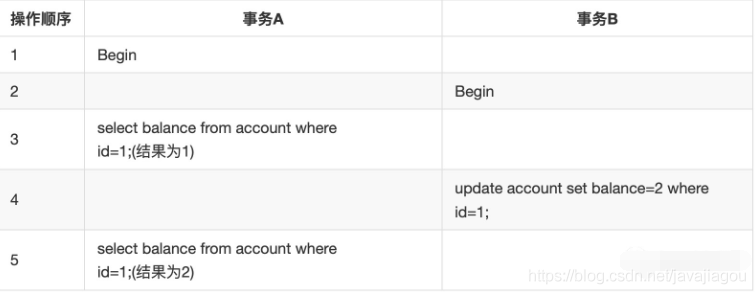 操作顺序 事务A 事务B
1 Begin
2 Begin
3 select balance from account where
id=1;(结果为1)
4 update account set balance=2 where
id=1;
5 select balance from account where
id=1;(结果为2)
https://blog.csdn.net/javajiagou